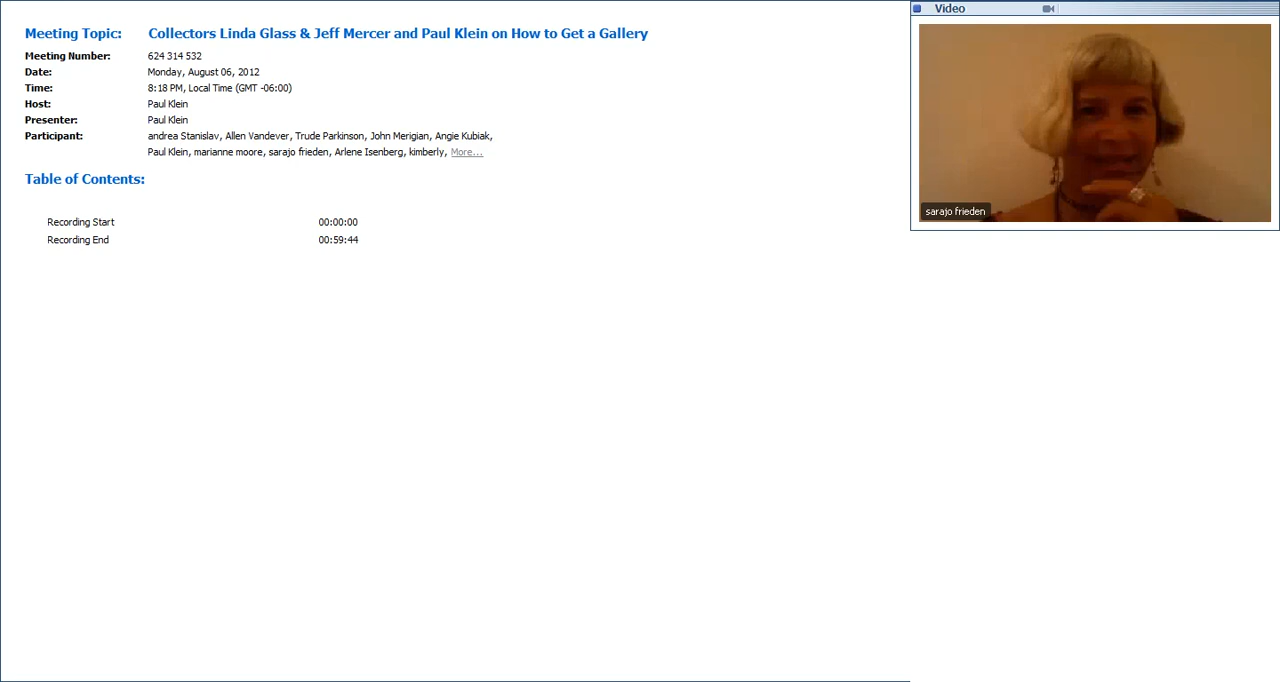 Meeting Topic: Collectors Linda Glass & Jeff Mercer and Paul Klein on How to Get a Gallery
Meeting Number: 624 314 532
Date: Monday, August 06, 2012
Time: 8:18 PM, Local Time (GMT -06:00)
Host: Paul Klein
Presenter: Paul Klein
Participant: andrea Stanislav, Allen Vandever, Trude Parkinson, John Merigian, Angie Kubiak,
Paul Klein, marianne moore, sarajo frieden, Arlene Isenberg, kimberly, More...
Table of Contents:
Recording Start 00:00:00
Recording End 00:59:44
Video
sarajo frieden